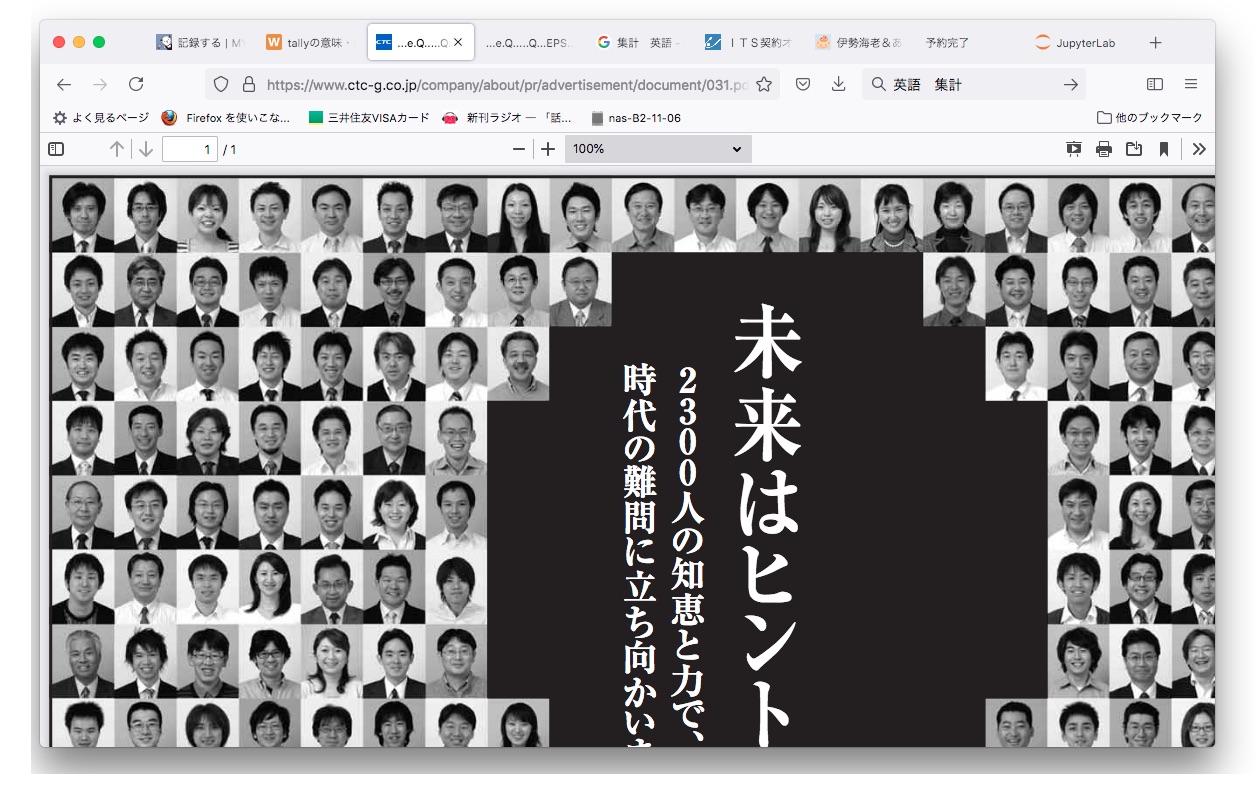 記録する | M
tallyの意味 ·
CTC
...e.Q.....Q
...e.Q.....Q...EPS.
集計　英語 -
ＩＴＳ契約オ
伊勢海老＆あ
予約完了
JupyterLab
https://www.ctc-g.co.jp/company/about/pr/advertisement/document/031.pd
英語　集計
よく見るページ
Firefox を使いこな...
三井住友VISAカード
新刊ラジオ — 「話...
nas-B2-11-06
他のブックマーク
1 / 1
100%
未来はヒント
2300人の知恵と力で、
時代の難問に立ち向かいま